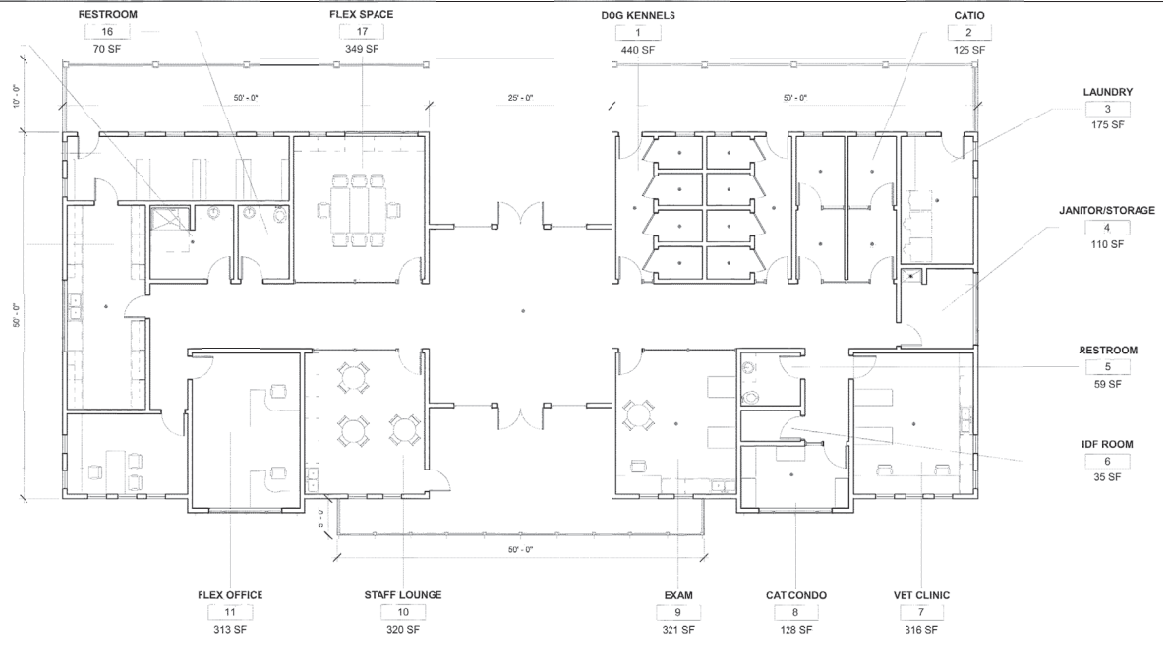 RESTROOM
16
70 SF
FLEX SPACE
17
349 SF
DOG KENNELS
1
440 SF
CATIO
2
125 SF
LAUNDRY
3
175 SF
JANITOR/STORAGE
4
110 SF
RESTROOM
5
59 SF
IDF ROOM
6
35 SF
10' - 0"
50' - 0"
25' - 0"
5' - 0"
50' - 0"
50' - 0"
FLEX OFFICE
11
313 SF
STAFF LOUNGE
10
320 SF
EXAM
9
321 SF
CAT CONDO
8
128 SF
VET CLINIC
7
316 SF